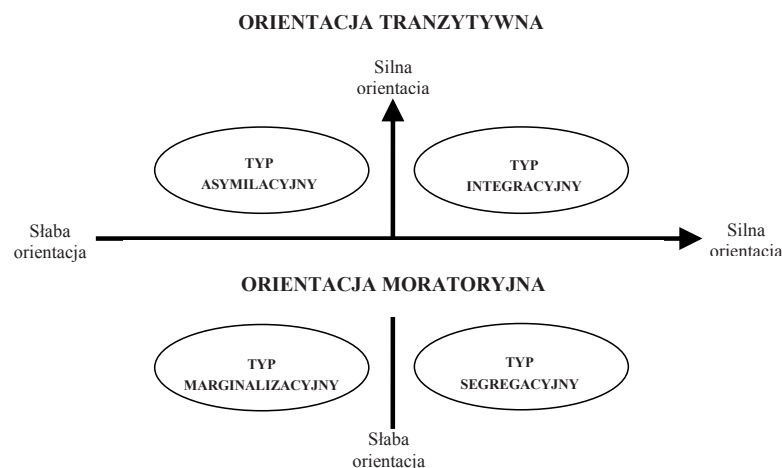 ORIENTACJA TRANZYTYWNA
Silna
orientacia
TYP
ASYMILACYJNY
TYP
INTEGRACYJNY
Słaba
orientacja
Silna
orientacja
ORIENTACJA MORATORYJNA
TYP
MARGINALIZACYJNY
TYP
SEGREGACYJNY
Słaba
orientacja